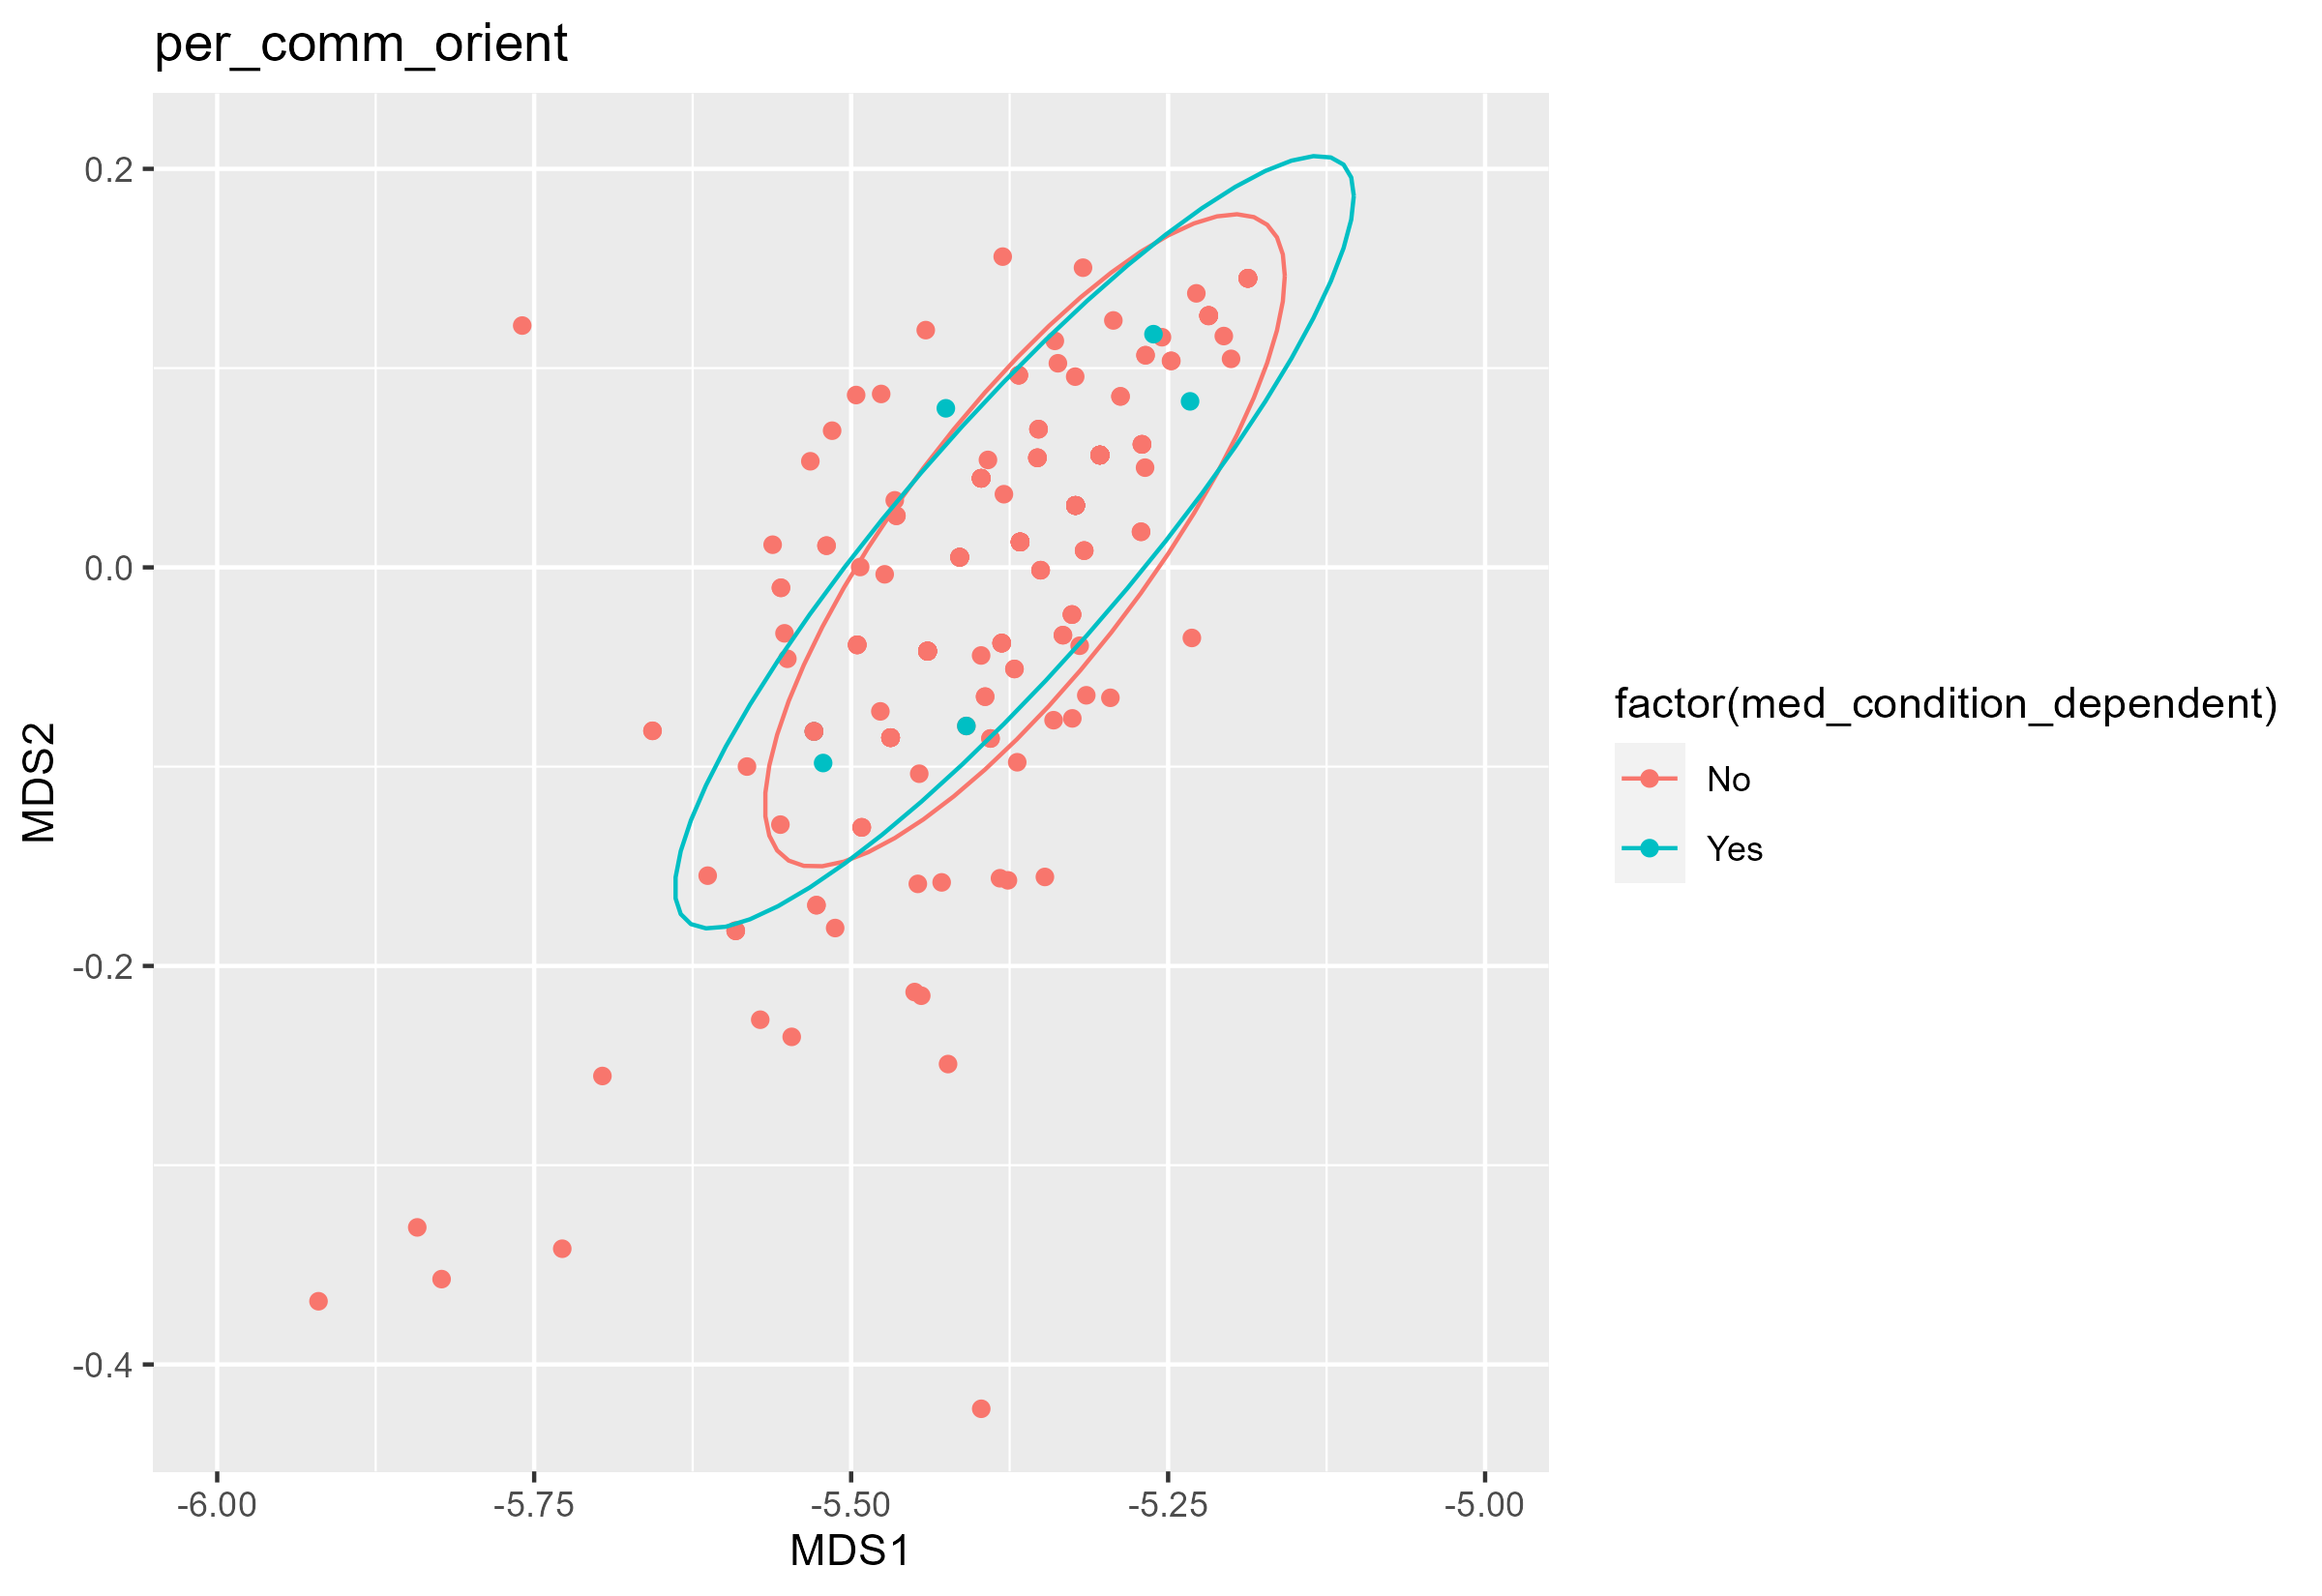 per_comm_orient
0.2
0.0
-0.2
-0.4
MDS2
-6.00 -5.75 -5.50 -5.25 -5.00
MDS1
factor(med_condition_dependent)
No
Yes